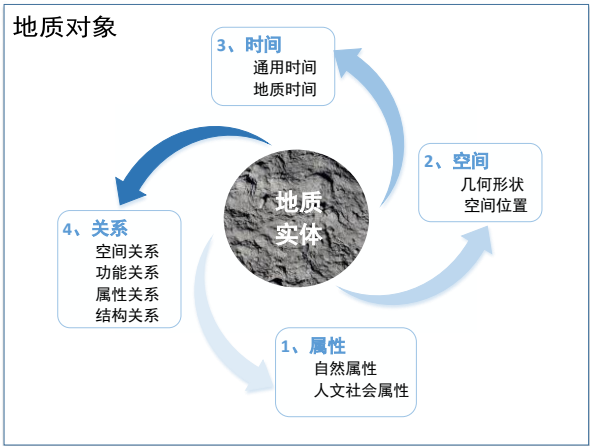 地质对象
3、时间
通用时间
地质时间
2、空间
几何形状
空间位置
地质
实体
4、关系
空间关系
功能关系
属性关系
结构关系
1、属性
自然属性
人文社会属性